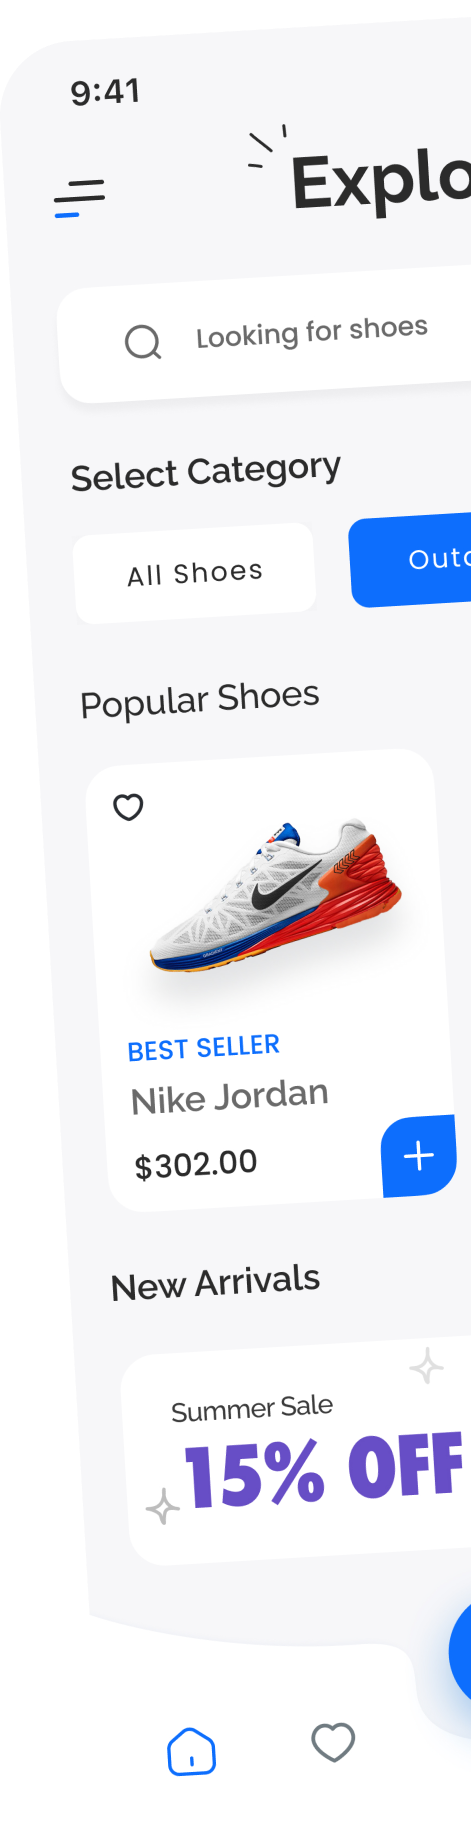 9:41
Explo
Looking for shoes
Select Category
All Shoes
Outd
Popular Shoes
BEST SELLER
Nike Jordan
$302.00
New Arrivals
Summer Sale
15% OFF